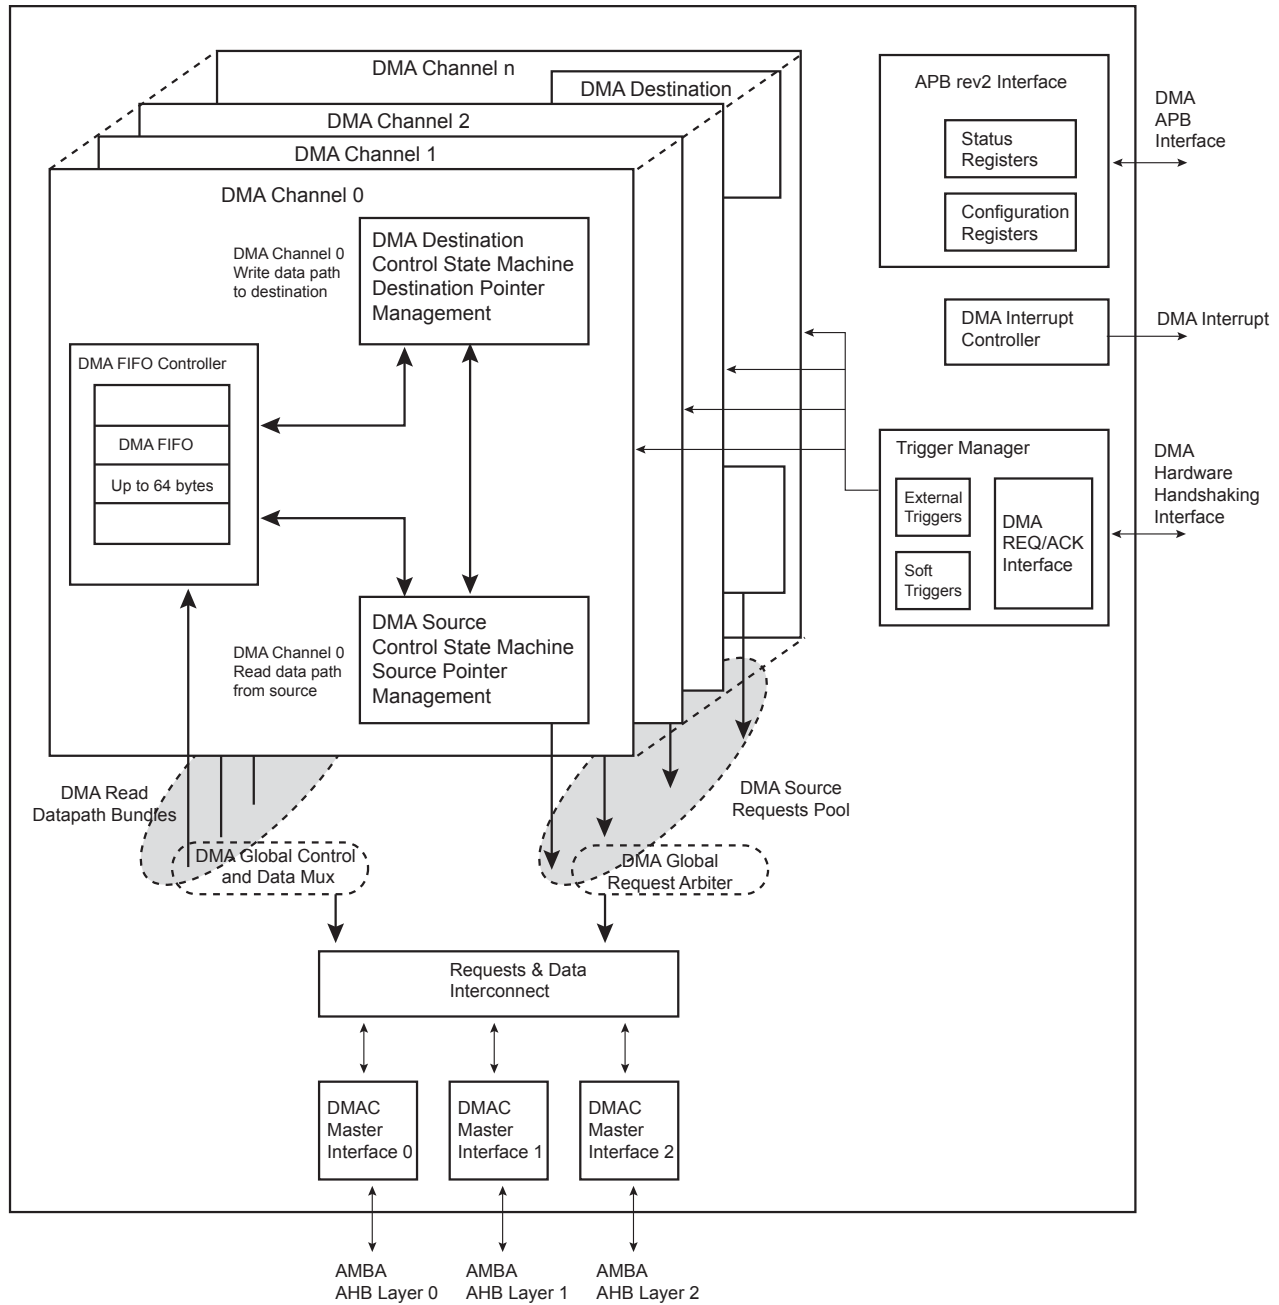 DMA Channel n
DMA Destination
DMA Channel 2
DMA Channel 1
DMA Channel 0
DMA Channel 0
Write data path
to destination
DMA Destination
Control State Machine
Destination Pointer
Management
DMA FIFO Controller
DMA FIFO
Up to 64 bytes
DMA Channel 0
Read data path
from source
DMA Source
Control State Machine
Source Pointer
Management
APB rev2 Interface
Status
Registers
Configuration
Registers
DMA
APB
Interface
DMA Interrupt
Controller
DMA Interrupt
Trigger Manager
External
Triggers
Soft
Triggers
DMA
REQ/ACK
Interface
DMA
Hardware
Handshaking
Interface
DMA Read
Datapath Bundles
DMA Source
Requests Pool
DMA Global Control
and Data Mux
DMA Global
Request Arbiter
Requests & Data
Interconnect
DMAC
Master
Interface 0
DMAC
Master
Interface 1
DMAC
Master
Interface 2
AMBA
AHB Layer 0
AMBA
AHB Layer 1
AMBA
AHB Layer 2